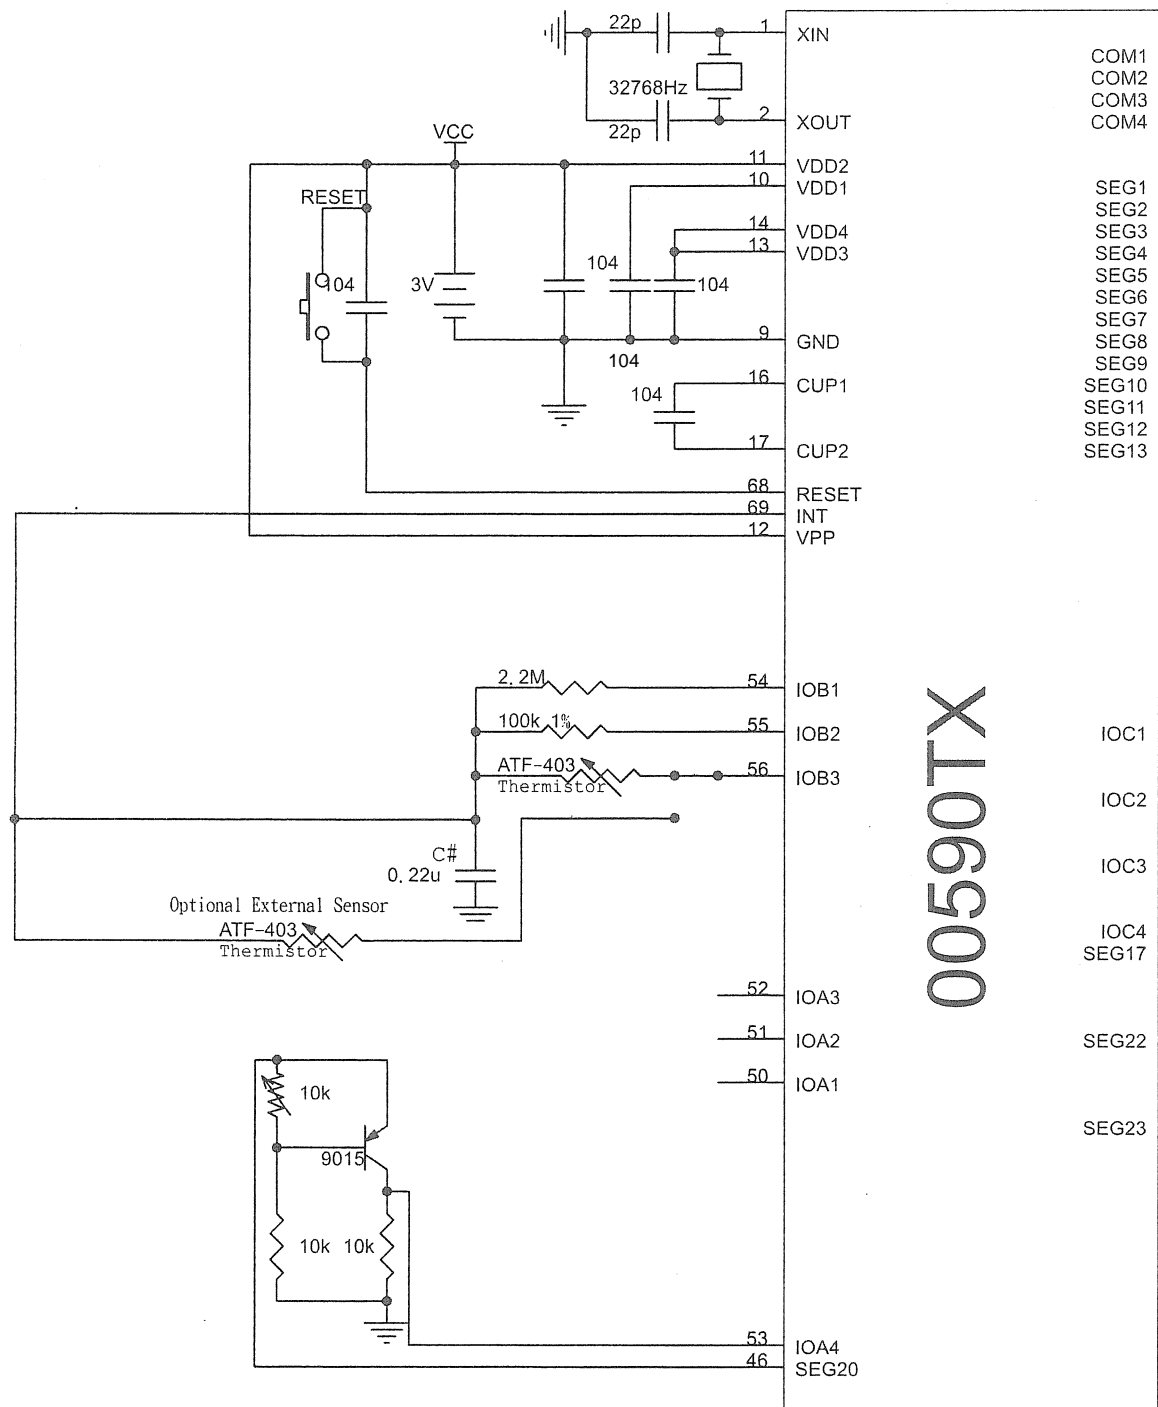 22p
1
XIN
COM1
COM2
32768Hz
COM3
22p
2
XOUT
COM4
VCC
11
VDD2
10
VDD1
SEG1
RESET
SEG2
14
VDD4
SEG3
13
VDD3
SEG4
104
SEG5
104
3V
104
SEG6
SEG7
9
GND
SEG8
104
SEG9
16
CUP1
SEG10
104
SEG11
SEG12
17
CUP2
SEG13
68
RESET
69
INT
12
VPP
2.2M
54
IOB1
100k 1%
55
IOB2
IOC1
ATF-403
Thermistor
56
IOB3
IOC2
C#
0.22u
IOC3
Optional External Sensor
ATF-403
Thermistor
IOC4
SEG17
00590TX
52
IOA3
51
IOA2
SEG22
50
IOA1
10k
SEG23
9015
10k
10k
53
IOA4
46
SEG20